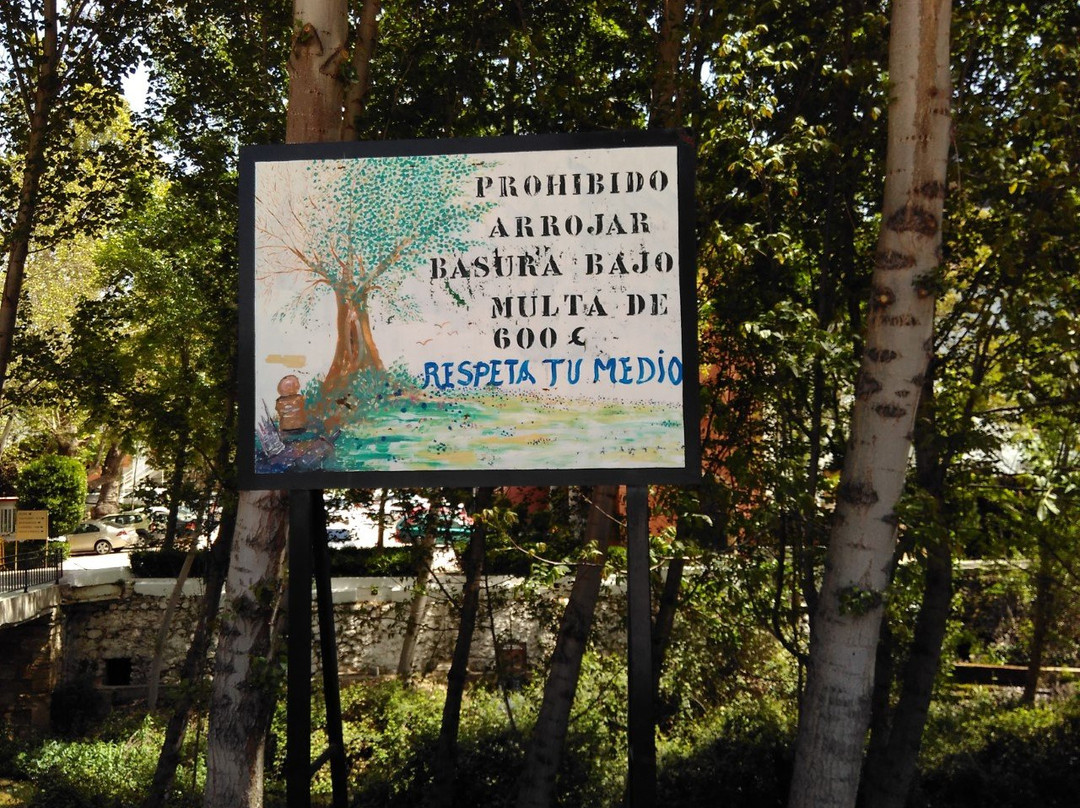 PROHIBIDO
ARROJAR
BASURA BAJO
MULTA DE
600 €
RESPETA TU MEDiO